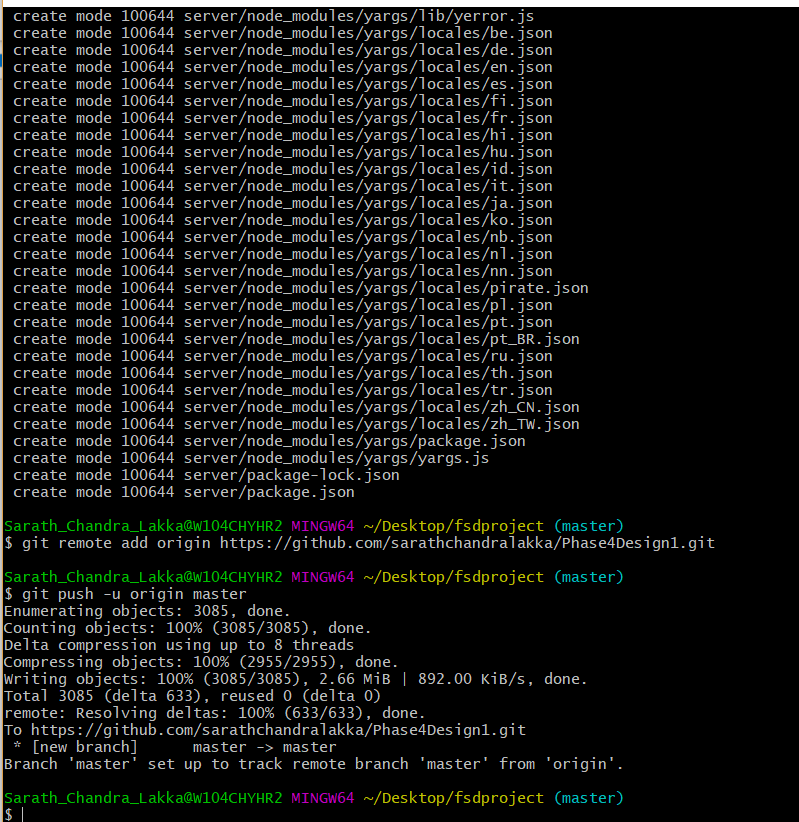 create mode 100644 server/node_modules/yargs/lib/yerror.js
create mode 100644 server/node_modules/yargs/locales/be.json
create mode 100644 server/node_modules/yargs/locales/de.json
create mode 100644 server/node_modules/yargs/locales/en.json
create mode 100644 server/node_modules/yargs/locales/es.json
create mode 100644 server/node_modules/yargs/locales/fi.json
create mode 100644 server/node_modules/yargs/locales/fr.json
create mode 100644 server/node_modules/yargs/locales/hi.json
create mode 100644 server/node_modules/yargs/locales/hu.json
create mode 100644 server/node_modules/yargs/locales/id.json
create mode 100644 server/node_modules/yargs/locales/it.json
create mode 100644 server/node_modules/yargs/locales/ja.json
create mode 100644 server/node_modules/yargs/locales/ko.json
create mode 100644 server/node_modules/yargs/locales/nb.json
create mode 100644 server/node_modules/yargs/locales/nl.json
create mode 100644 server/node_modules/yargs/locales/nn.json
create mode 100644 server/node_modules/yargs/locales/pirate.json
create mode 100644 server/node_modules/yargs/locales/pl.json
create mode 100644 server/node_modules/yargs/locales/pt.json
create mode 100644 server/node_modules/yargs/locales/pt_BR.json
create mode 100644 server/node_modules/yargs/locales/ru.json
create mode 100644 server/node_modules/yargs/locales/th.json
create mode 100644 server/node_modules/yargs/locales/tr.json
create mode 100644 server/node_modules/yargs/locales/zh_CN.json
create mode 100644 server/node_modules/yargs/locales/zh_TW.json
create mode 100644 server/node_modules/yargs/package.json
create mode 100644 server/node_modules/yargs/yargs.js
create mode 100644 server/package-lock.json
create mode 100644 server/package.json
Sarath_Chandra_Lakka@W104CHYHR2 MINGW64 ~/Desktop/fsdproject (master)
$ git remote add origin https://github.com/sarathchandralakka/Phase4Design1.git
Sarath_Chandra_Lakka@W104CHYHR2 MINGW64 ~/Desktop/fsdproject (master)
$ git push -u origin master
Enumerating objects: 3085, done.
Counting objects: 100% (3085/3085), done.
Delta compression using up to 8 threads
Compressing objects: 100% (2955/2955), done.
Writing objects: 100% (3085/3085), 2.66 MiB | 892.00 KiB/s, done.
Total 3085 (delta 633), reused 0 (delta 0)
remote: Resolving deltas: 100% (633/633), done.
To https://github.com/sarathchandralakka/Phase4Design1.git
* [new branch]      master -> master
Branch 'master' set up to track remote branch 'master' from 'origin'.
Sarath_Chandra_Lakka@W104CHYHR2 MINGW64 ~/Desktop/fsdproject (master)
$